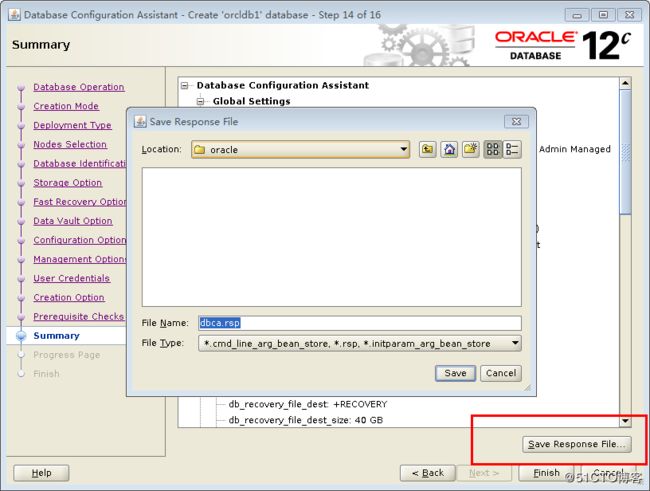 Database Configuration Assistant - Create 'orcldb1' database - Step 14 of 16
Summary
ORACLE
DATABASE
12c
Database Operation
Creation Mode
Deployment Type
Nodes Selection
Database Identificati
Storage Option
Fast Recovery Option
Data Vault Option
Configuration Option
Management Options
User Credentials
Creation Option
Prerequisite Checks
Summary
Progress Page
Finish
Database Configuration Assistant
Global Settings
Admin Managed
Save Response File
Location:
oracle
File Name:
dbca.rsp
File Type:
*.cmd_line_arg_bean_store, *.rsp, *.initparam_arg_bean_store
Save
Cancel
db_recovery_file_dest: +RECOVERY
db_recovery_file_dest_size: 40 GB
Save Response File...
Help
< Back
Next >
Finish
Cancel
@51CTO博客